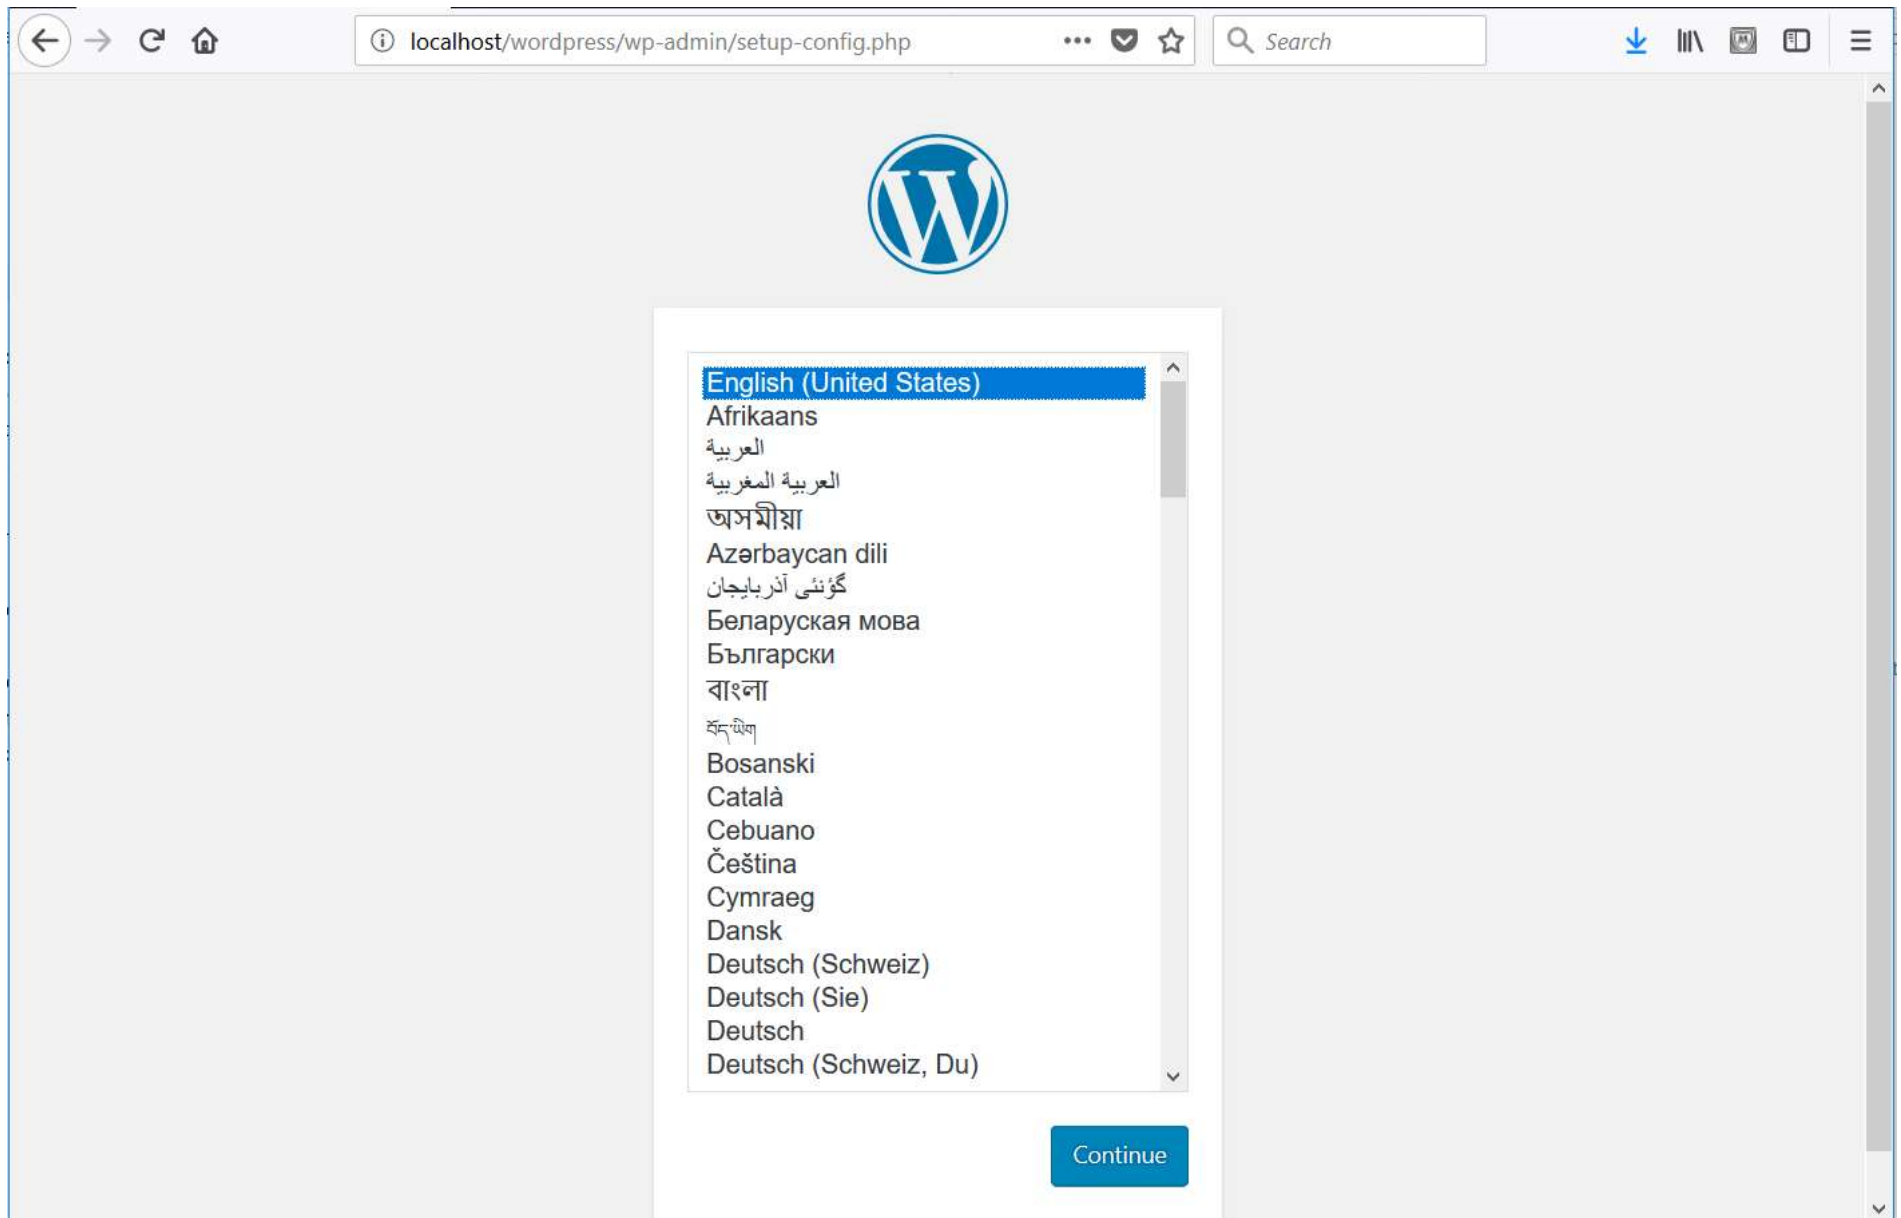 localhost/wordpress/wp-admin/setup-config.php
Search
English (United States)
Afrikaans
العربية
العربية المغربية
অসমীয়া
Azərbaycan dili
گؤنئی آذربایجان
Беларуская мова
Български
বাংলা
བོད་ཡིག
Bosanski
Català
Cebuano
Čeština
Cymraeg
Dansk
Deutsch (Schweiz)
Deutsch (Sie)
Deutsch
Deutsch (Schweiz, Du)
Continue